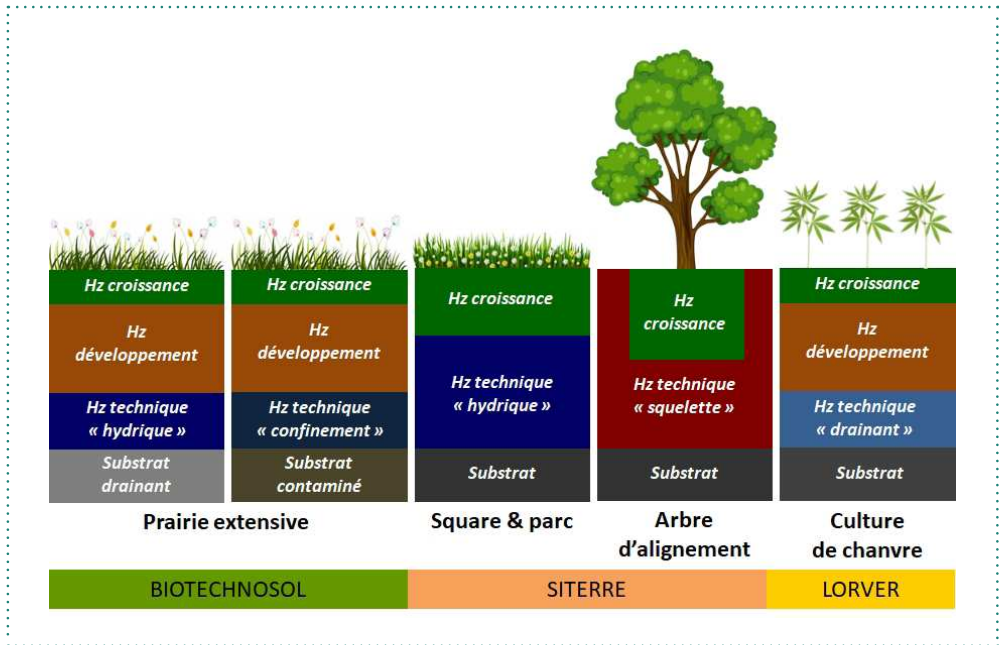 Hz croissance
Hz
développement
Hz technique
« hydrique »
Substrat
drainant
Hz croissance
Hz
développement
Hz technique
« confinement »
Substrat
contaminé
Prairie extensive
Hz croissance
Hz technique
« hydrique »
Substrat
Square & parc
Hz
croissance
Hz technique
« squelette »
Substrat
Arbre
d’alignement
Hz croissance
Hz
développement
Hz technique
« drainant »
Substrat
Culture
de chanvre
BIOTECHNOSOL
SITERRE
LORVER